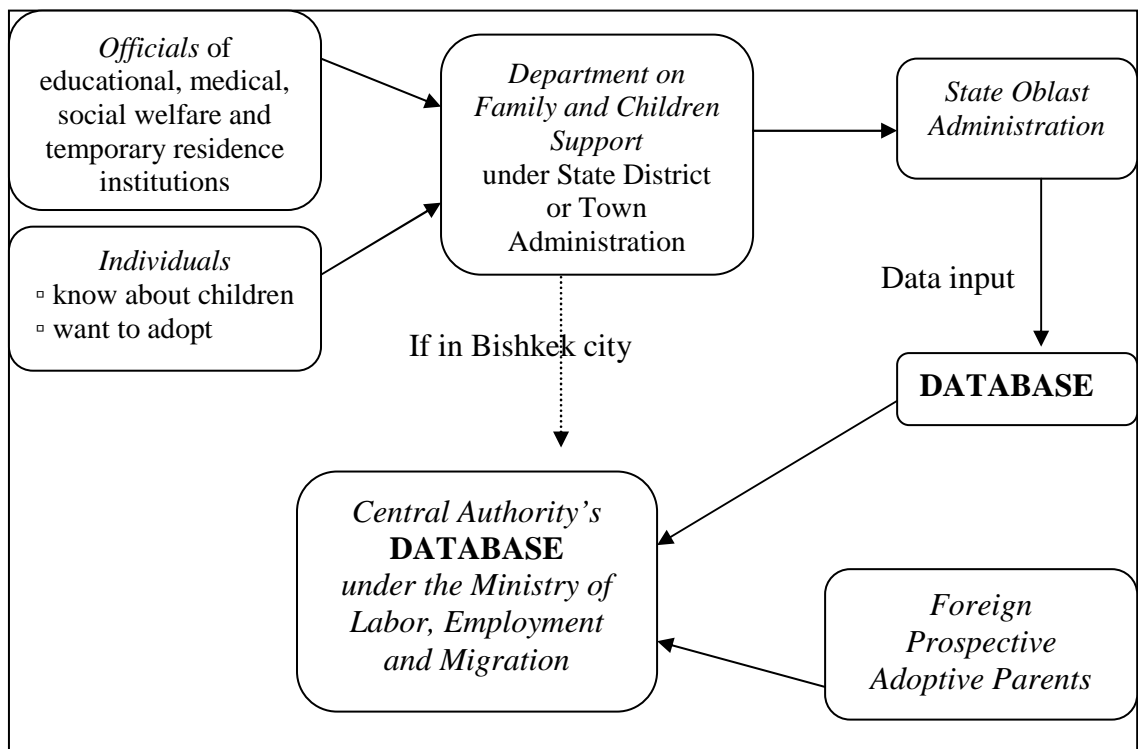 Officials of
educational, medical,
social welfare and
temporary residence
institutions
Individuals
▫ know about children
▫ want to adopt
Department on
Family and Children
Support
under State District
or Town
Administration
State Oblast
Administration
Data input
If in Bishkek city
DATABASE
Central Authority’s
DATABASE
under the Ministry of
Labor, Employment
and Migration
Foreign
Prospective
Adoptive Parents